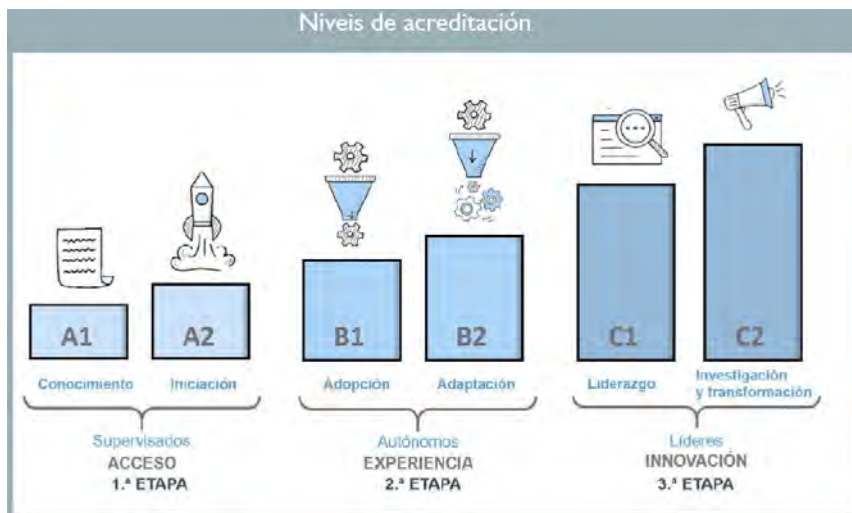 Niveis de acreditación
A1
A2
B1
B2
C1
C2
Conocimiento
Iniciación
Adopción
Adaptación
Liderazgo
Investigación
y transformación
Supervisados
ACCESO
1.ª ETAPA
Autónomos
EXPERIENCIA
2.ª ETAPA
Líderes
INNOVACIÓN
3.ª ETAPA